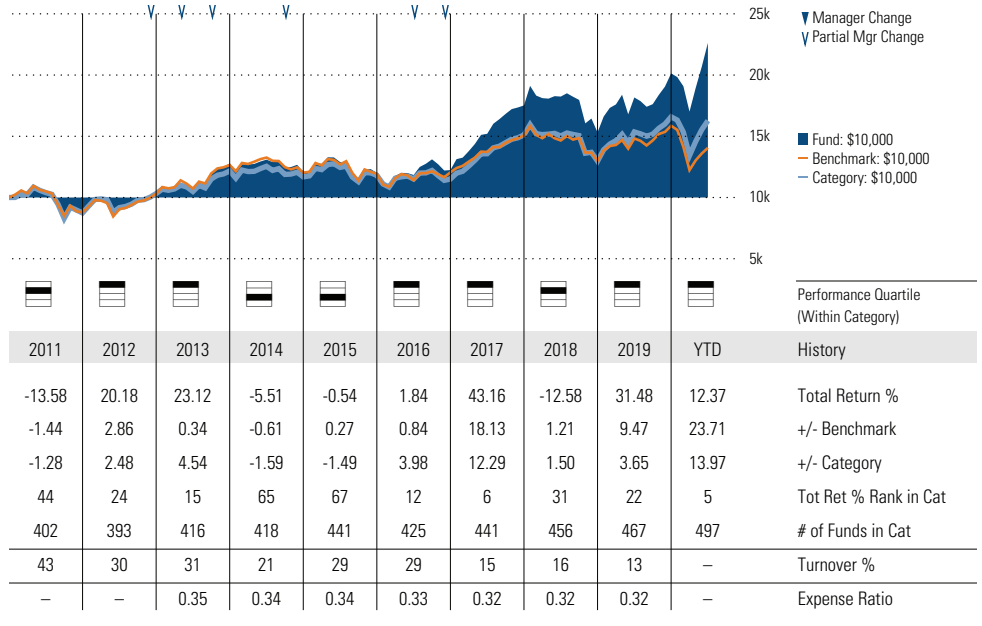 25k
Manager Change
Partial Mgr Change
20k
15k
Fund: $10,000
Benchmark: $10,000
Category: $10,000
10k
5k
Performance Quartile
(Within Category)
2011 2012 2013 2014 2015 2016 2017 2018 2019 YTD History
-13.58 20.18 23.12 -5.51 -0.54 1.84 43.16 -12.58 31.48 12.37 Total Return %
-1.44 2.86 0.34 -0.61 0.27 0.84 18.13 1.21 9.47 23.71 +/- Benchmark
-1.28 2.48 4.54 -1.59 -1.49 3.98 12.29 1.50 3.65 13.97 +/- Category
44 24 15 65 67 12 6 31 22 5 Tot Ret % Rank in Cat
402 393 416 418 441 425 441 456 467 497 # of Funds in Cat
43 30 31 21 29 29 15 16 13 – Turnover %
– – 0.35 0.34 0.34 0.33 0.32 0.32 0.32 – Expense Ratio